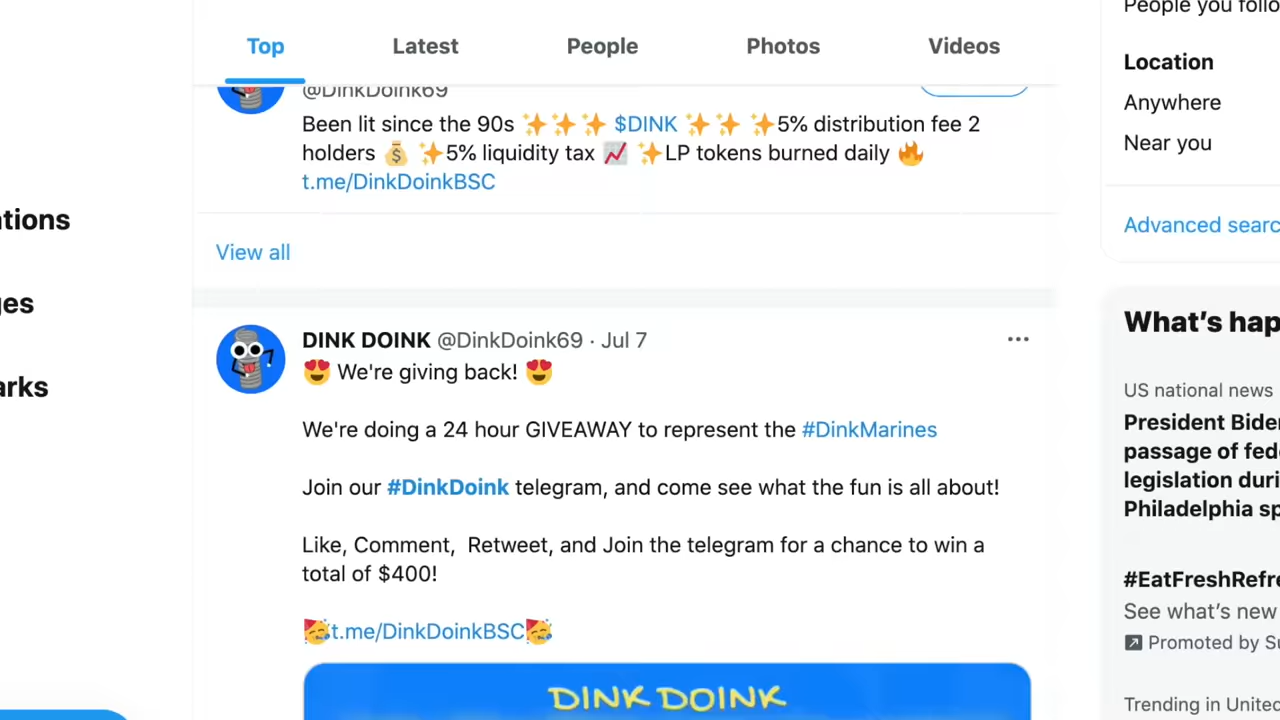 People you follo
Top
Latest
People
Photos
Videos
Location
Anywhere
Near you
@DinkDoink69
Been lit since the 90s ✨✨✨ $DINK ✨✨ ✨5% distribution fee 2
holders 💰 ✨5% liquidity tax 📈 ✨LP tokens burned daily 🔥
t.me/DinkDoinkBSC
View all
Advanced searc
ations
ges
arks
DINK DOINK @DinkDoink69 · Jul 7
😍 We're giving back! 😍
We're doing a 24 hour GIVEAWAY to represent the #DinkMarines
Join our #DinkDoink telegram, and come see what the fun is all about!
Like, Comment,  Retweet, and Join the telegram for a chance to win a
total of $400!
🥳t.me/DinkDoinkBSC🥳
DINK DOINK
What's hap
US national news
President Biden
passage of fede
legislation duri
Philadelphia sp
#EatFreshRefre
See what's new
Promoted by Su
Trending in United